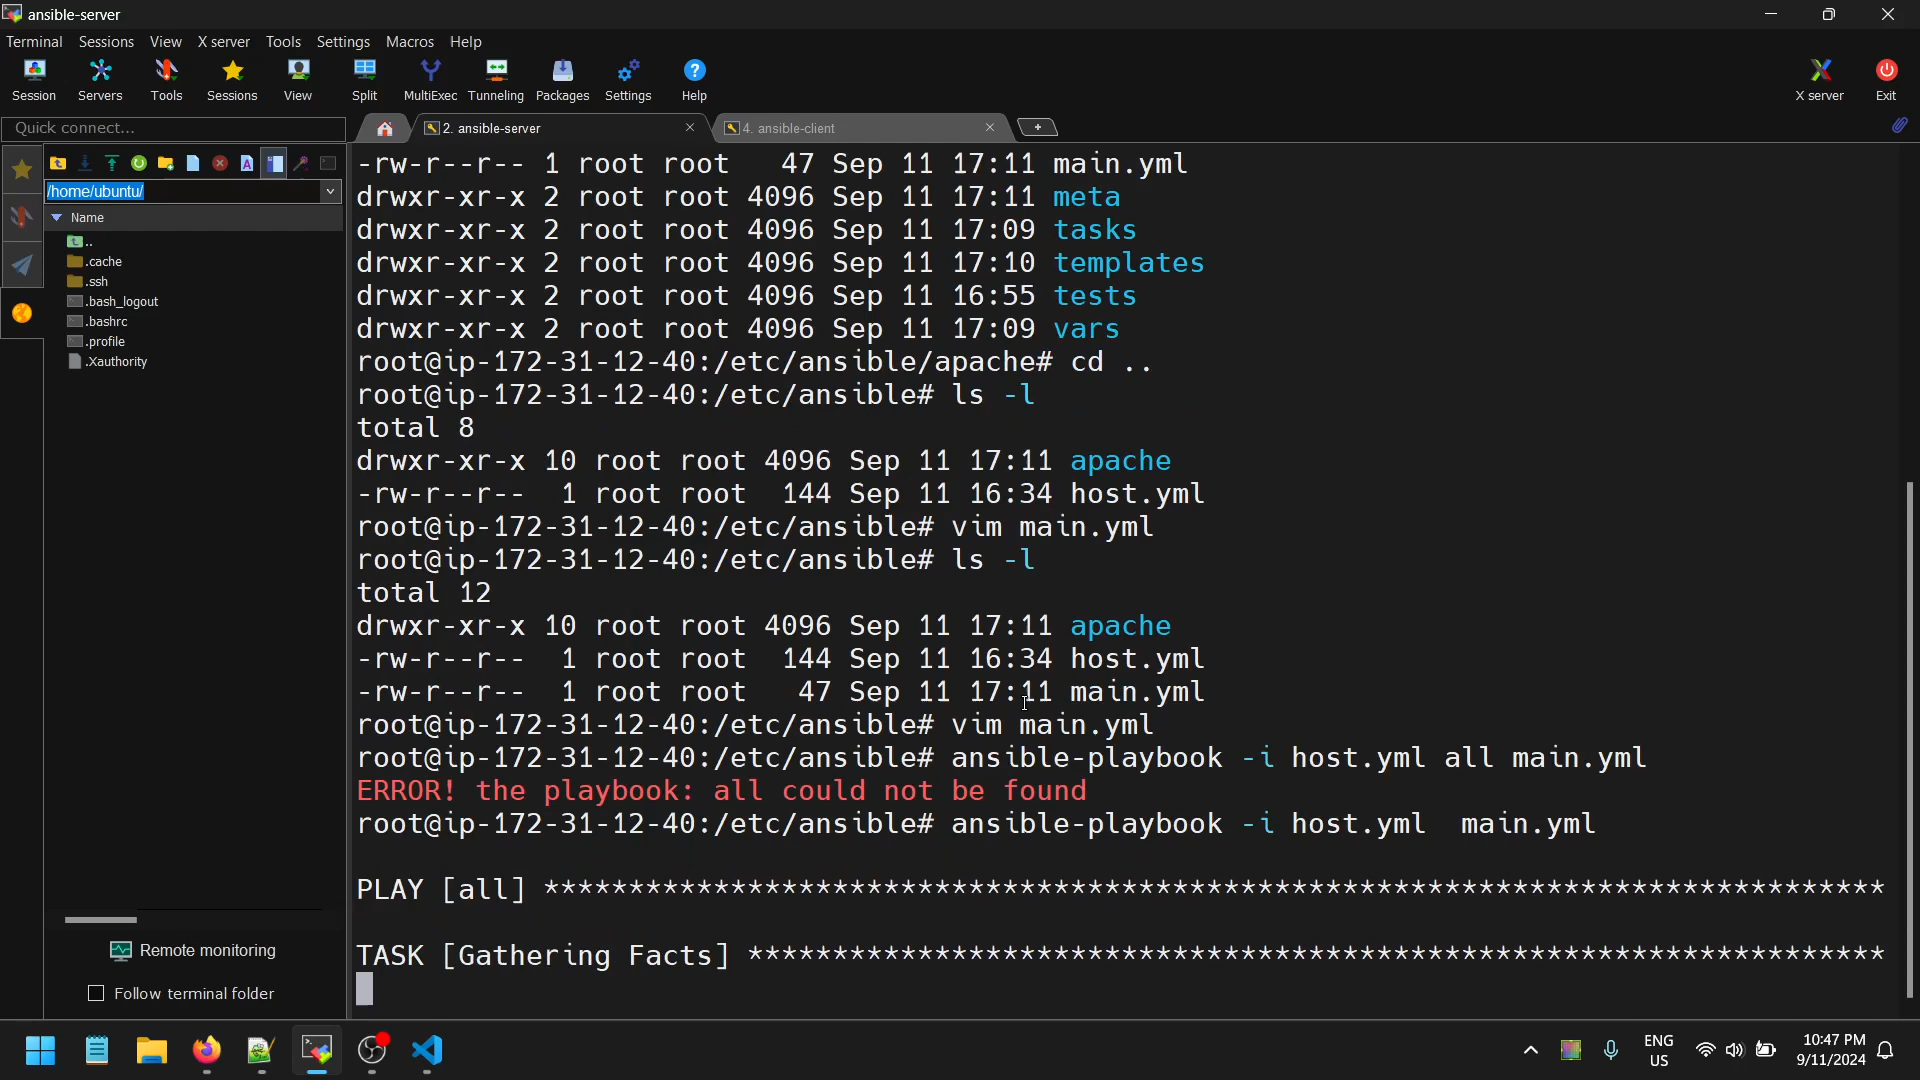 ansible-server
Terminal Sessions View X server Tools Settings Macros Help
Session Servers Tools Sessions View Split MultiExec Tunneling Packages Settings Help X server Exit
Quick connect...
2. ansible-server
4. ansible-client
/home/ubuntu/
Name
..
.cache
.ssh
.bash_logout
.bashrc
.profile
.Xauthority
Remote monitoring
Follow terminal folder
-rw-r--r-- 1 root root   47 Sep 11 17:11 main.yml
drwxr-xr-x 2 root root 4096 Sep 11 17:11 meta
drwxr-xr-x 2 root root 4096 Sep 11 17:09 tasks
drwxr-xr-x 2 root root 4096 Sep 11 17:10 templates
drwxr-xr-x 2 root root 4096 Sep 11 16:55 tests
drwxr-xr-x 2 root root 4096 Sep 11 17:09 vars
root@ip-172-31-12-40:/etc/ansible/apache# cd ..
root@ip-172-31-12-40:/etc/ansible# ls -l
total 8
drwxr-xr-x 10 root root 4096 Sep 11 17:11 apache
-rw-r--r--  1 root root  144 Sep 11 16:34 host.yml
root@ip-172-31-12-40:/etc/ansible# vim main.yml
root@ip-172-31-12-40:/etc/ansible# ls -l
total 12
drwxr-xr-x 10 root root 4096 Sep 11 17:11 apache
-rw-r--r--  1 root root  144 Sep 11 16:34 host.yml
-rw-r--r--  1 root root   47 Sep 11 17:11 main.yml
root@ip-172-31-12-40:/etc/ansible# vim main.yml
root@ip-172-31-12-40:/etc/ansible# ansible-playbook -i host.yml all main.yml
ERROR! the playbook: all could not be found
root@ip-172-31-12-40:/etc/ansible# ansible-playbook -i host.yml  main.yml
PLAY [all] *******************************************************************************
TASK [Gathering Facts] *******************************************************************
ENG
US
10:47 PM
9/11/2024